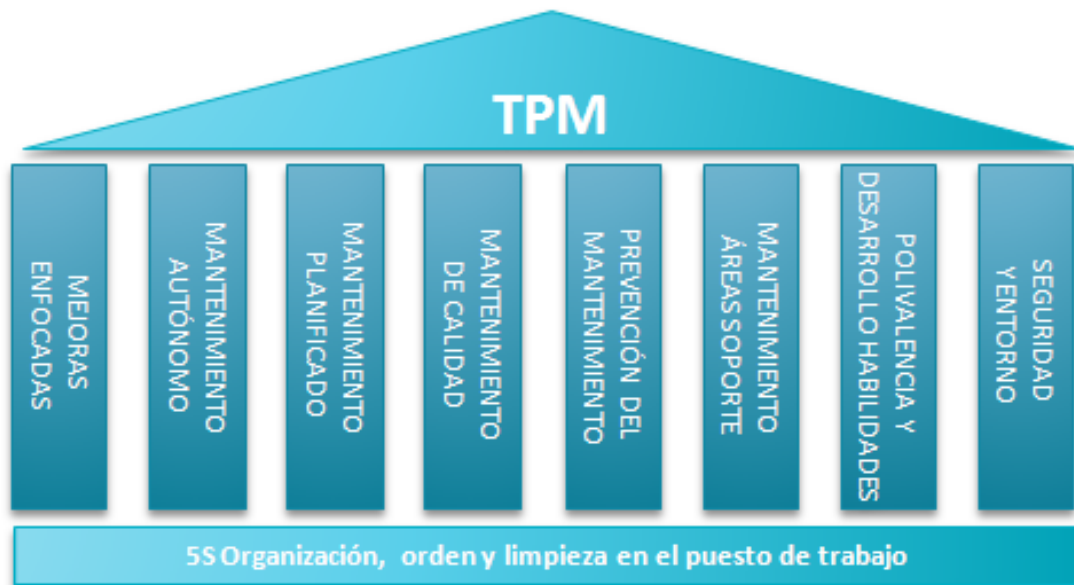 TPM
MEJORAS
ENFOCADAS
MANTENIMIENTO
AUTÓNOMO
MANTENIMIENTO
PLANIFICADO
MANTENIMIENTO
DE CALIDAD
PREVENCIÓN DEL
MANTENIMIENTO
MANTENIMIENTO
ÁREAS SOPORTE
POLIVALENCIA Y
DESARROLLO HABILIDADES
SEGURIDAD
Y ENTORNO
5S Organización, orden y limpieza en el puesto de trabajo